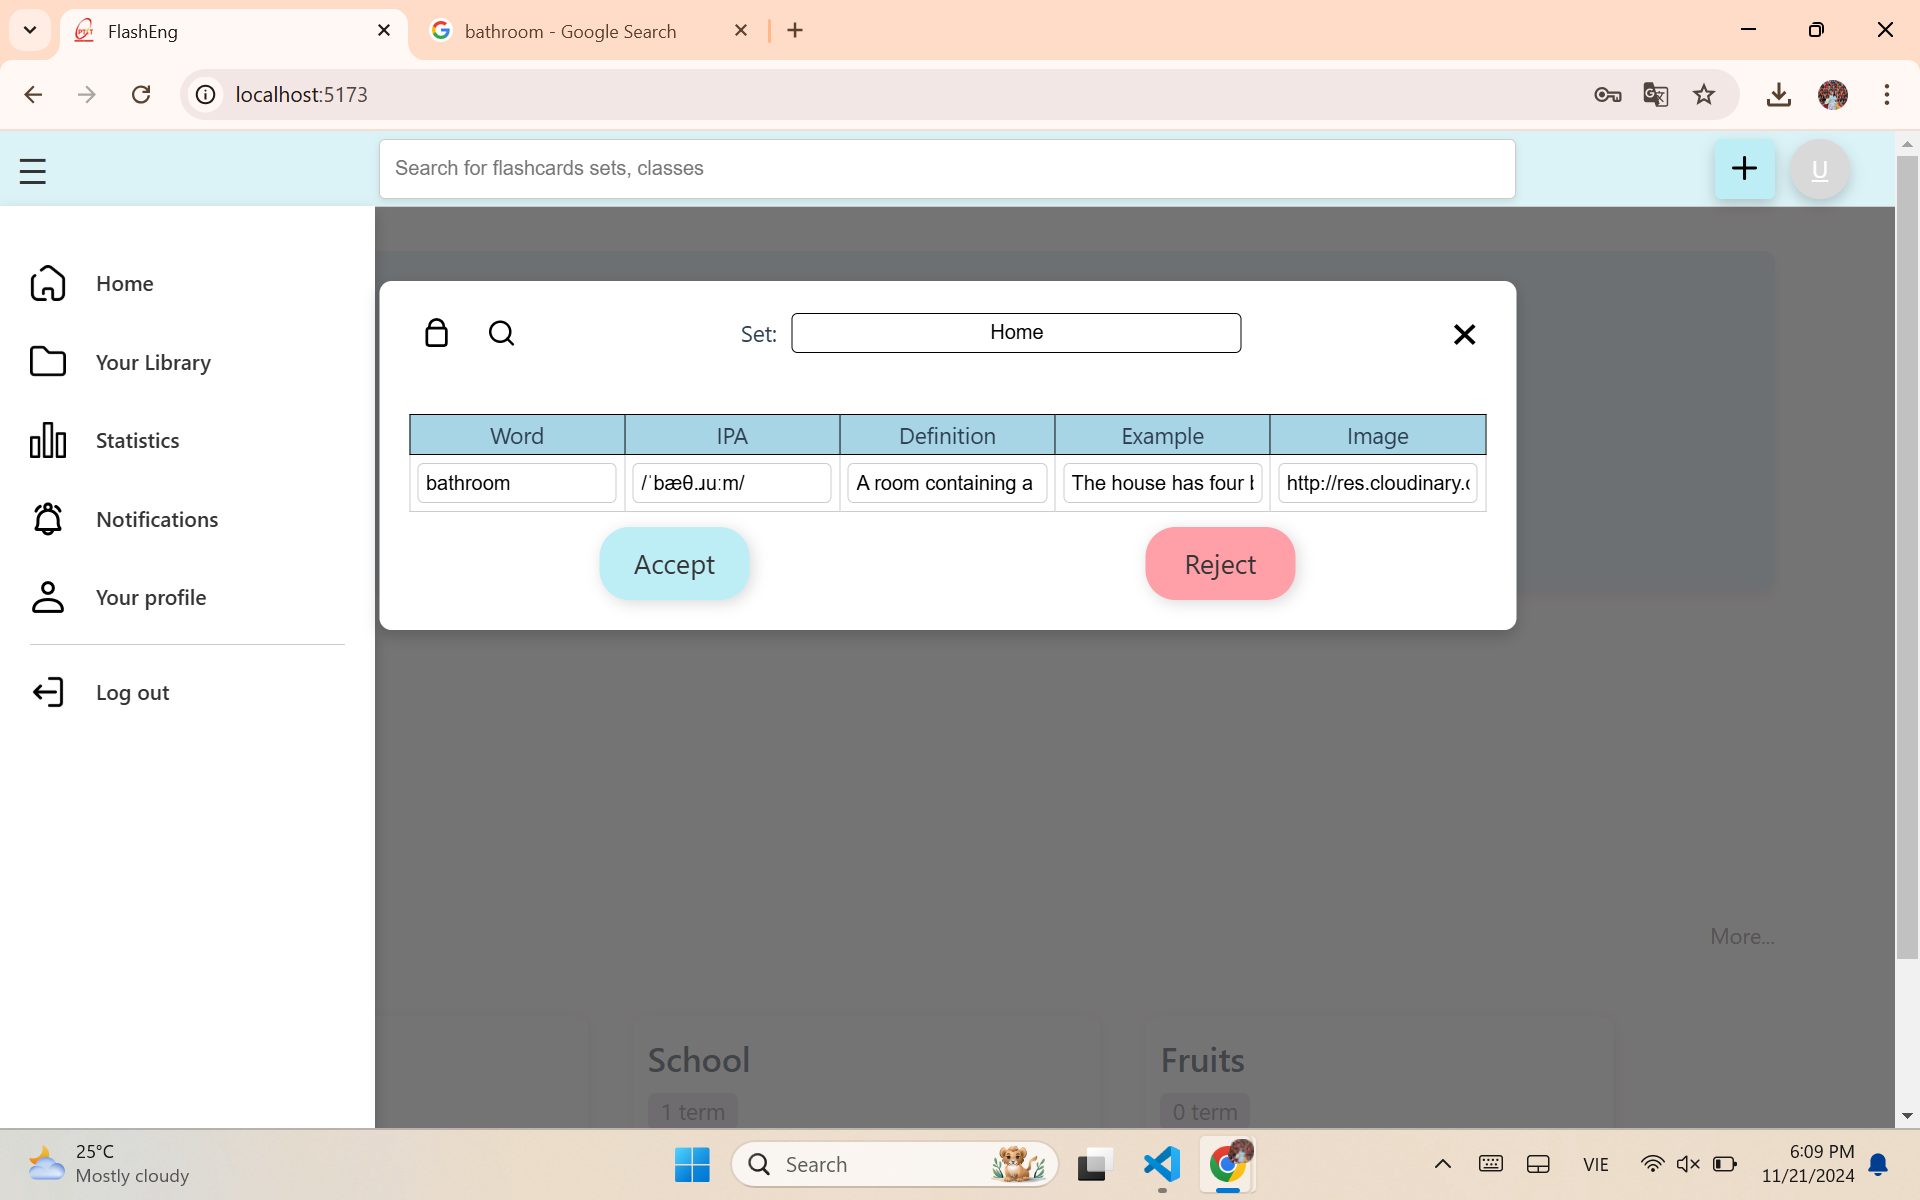 FlashEng
bathroom - Google Search
localhost:5173
Search for flashcards sets, classes
U
Home
Your Library
Statistics
Notifications
Your profile
Log out
Set:
Home
Word
IPA
Definition
Example
Image
bathroom
/ˈbæθ.ɹuːm/
A room containing a
The house has four
http://res.cloudinary.
Accept
Reject
More...
School
1 term
Fruits
0 term
25°C
Mostly cloudy
Search
VIE
6:09 PM
11/21/2024